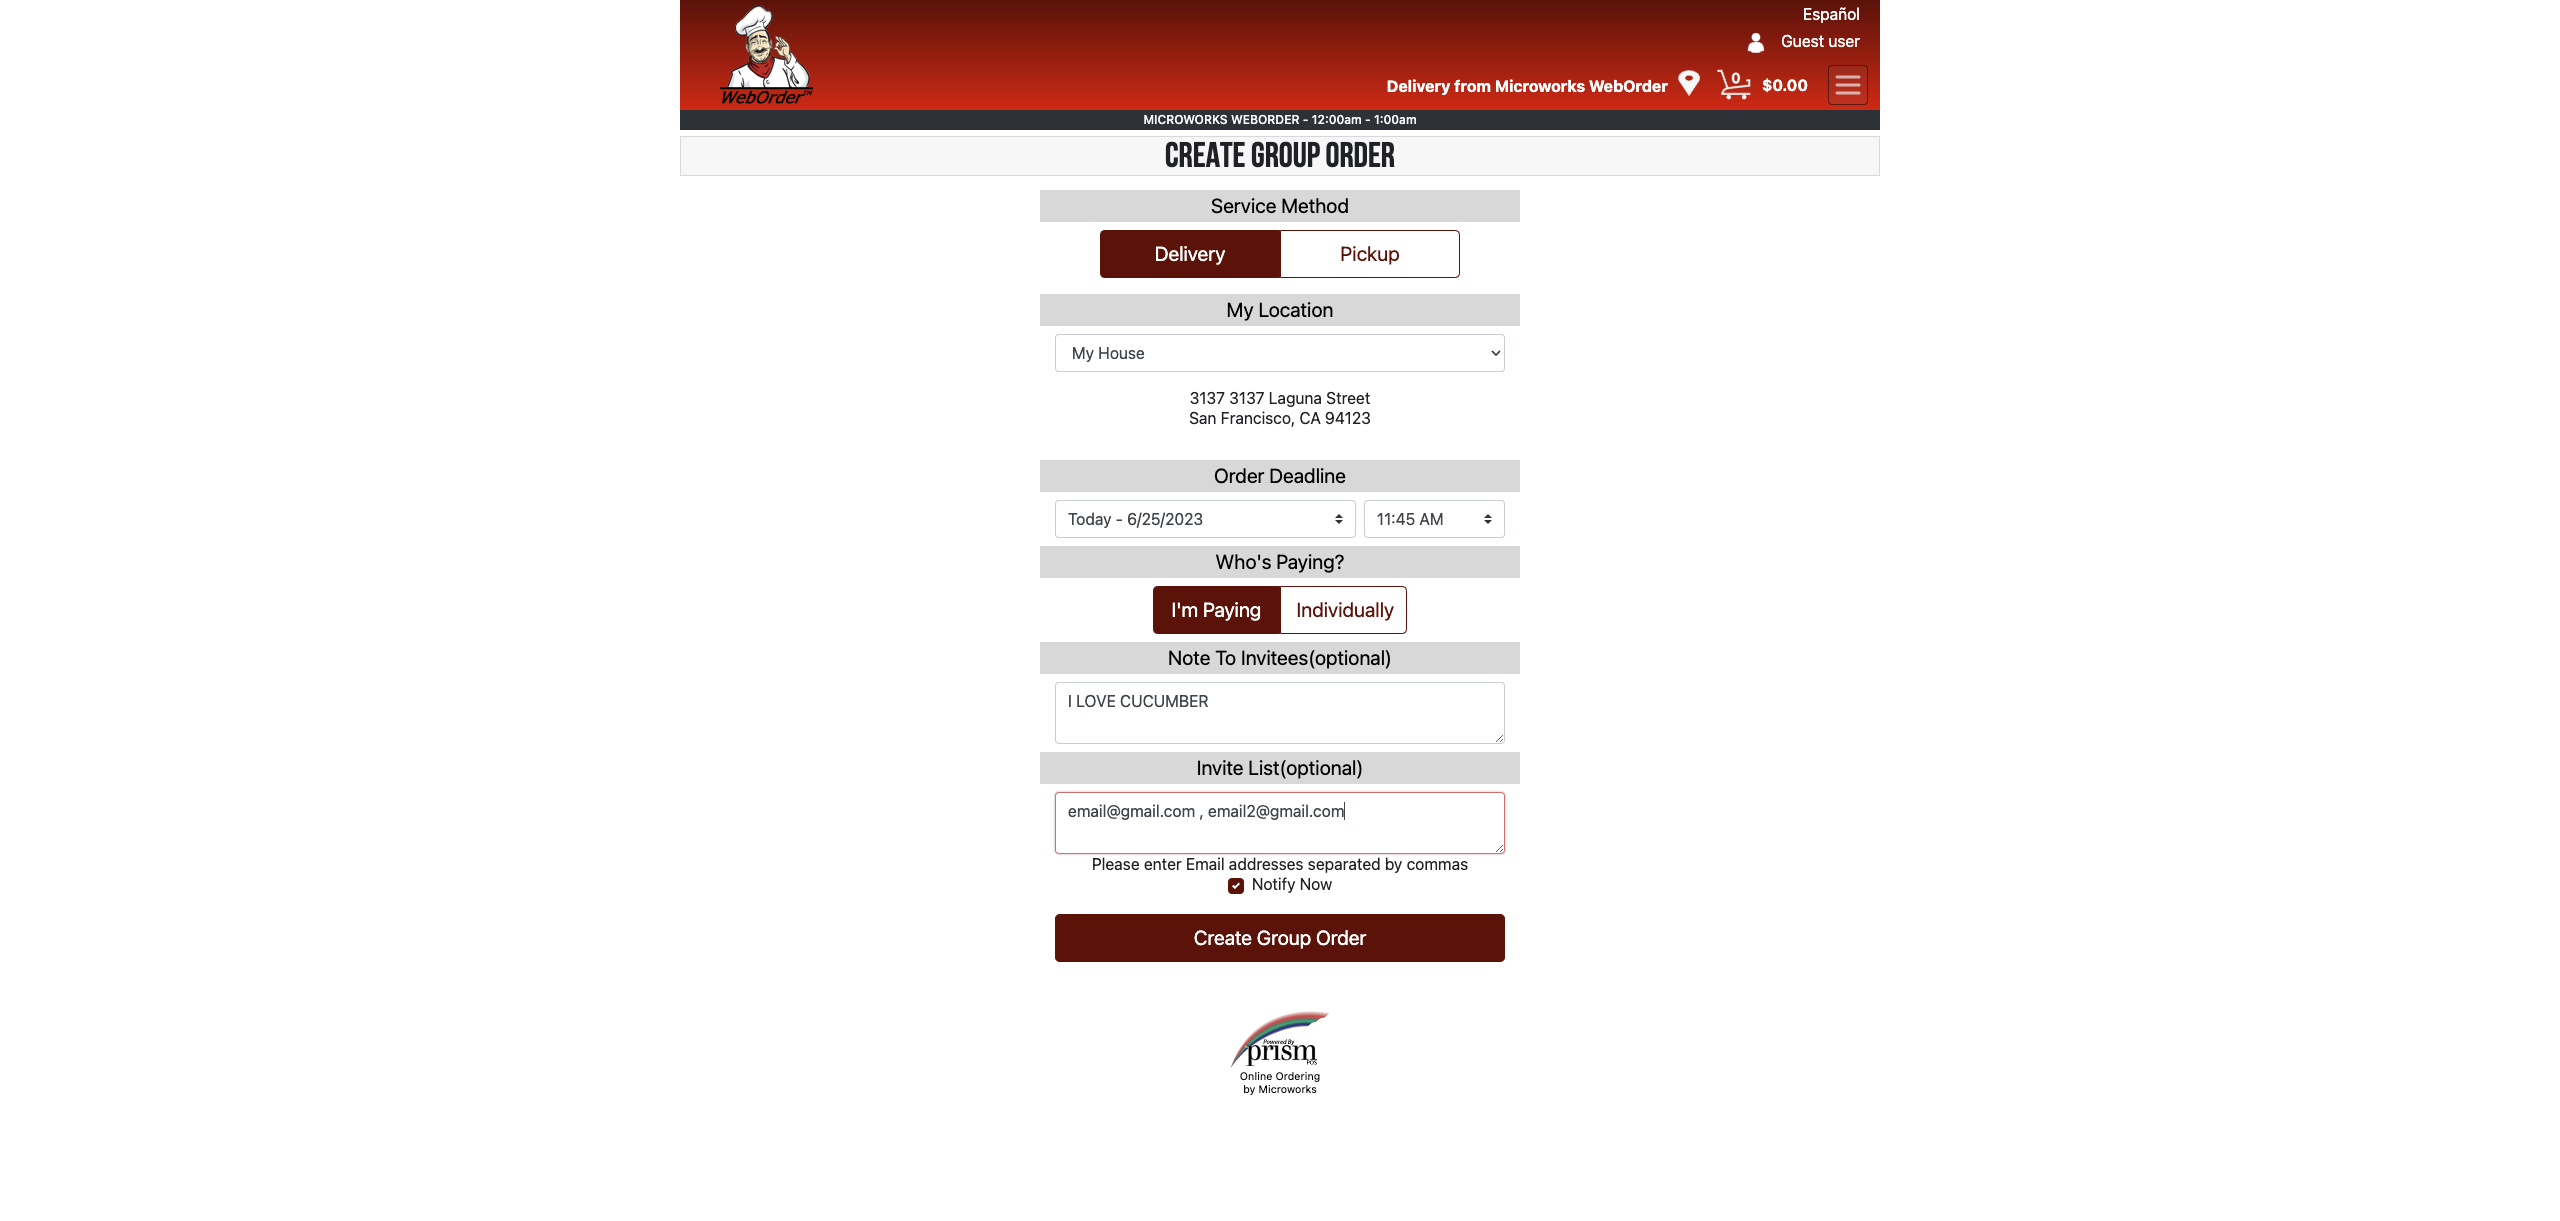 Español
Guest user
WebOrder™
Delivery from Microworks WebOrder
0
$0.00
MICROWORKS WEBORDER - 12:00am - 1:00am
CREATE GROUP ORDER
Service Method
Delivery
Pickup
My Location
My House
3137 3137 Laguna Street
San Francisco, CA 94123
Order Deadline
Today - 6/25/2023
11:45 AM
Who's Paying?
I'm Paying
Individually
Note To Invitees(optional)
I LOVE CUCUMBER
Invite List(optional)
email@gmail.com , email2@gmail.com
Please enter Email addresses separated by commas
Notify Now
Create Group Order
Powered By
prism
POS
Online Ordering
by Microworks